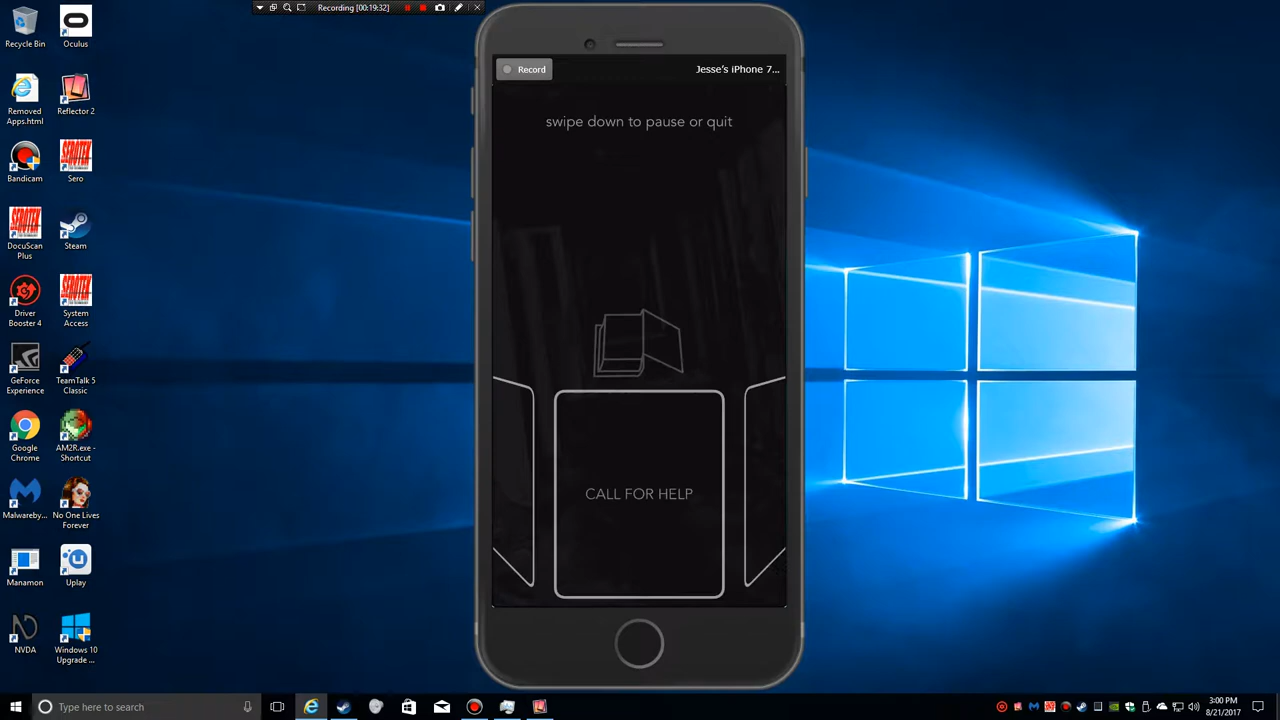 Recording [00:19:32]
Recycle Bin
Oculus
Removed
Apps.html
Reflector 2
Bandicam
SEROTEK
Sero
SEROTEK
DocuScan
Plus
Steam
Driver
Booster 4
SEROTEK
System
Access
GeForce
Experience
TeamTalk 5
Classic
Google
Chrome
AM2R.exe -
Shortcut
Malwareby...
No One Lives
Forever
Manamon
Uplay
NVDA
Windows 10
Upgrade ...
Record
Jesse's iPhone 7...
swipe down to pause or quit
CALL FOR HELP
Type here to search
3:00 PM
8/21/2017